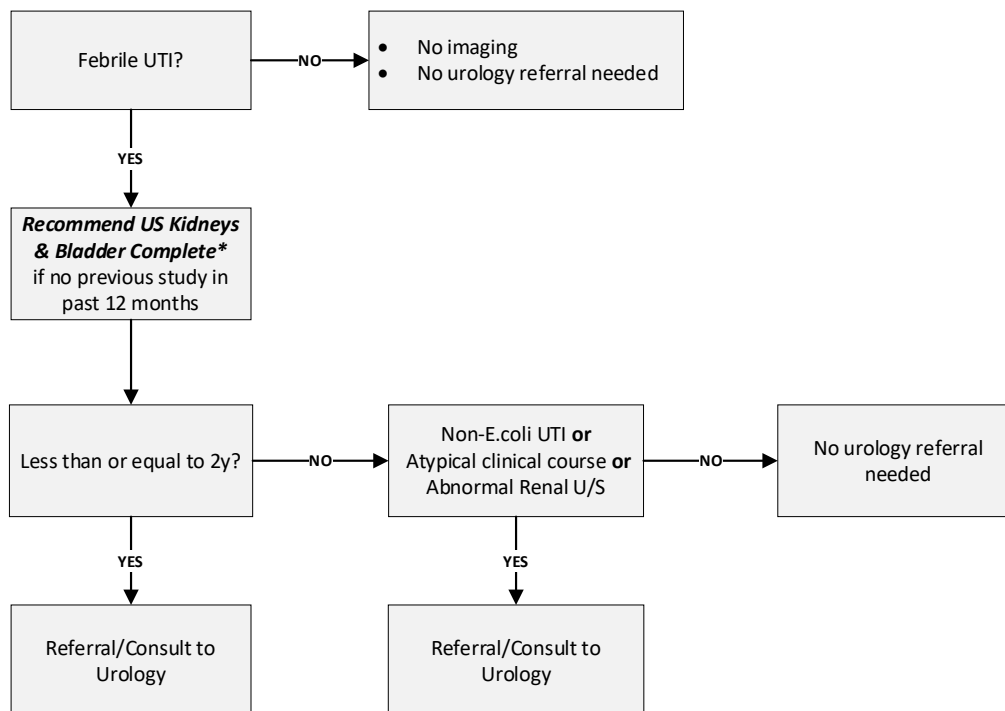 Febrile UTI?
NO
• No imaging
• No urology referral needed
YES
Recommend US Kidneys
& Bladder Complete*
if no previous study in
past 12 months
Less than or equal to 2y?
NO
Non-E.coli UTI or
Atypical clinical course or
Abnormal Renal U/S
NO
No urology referral
needed
YES
YES
Referral/Consult to
Urology
Referral/Consult to
Urology